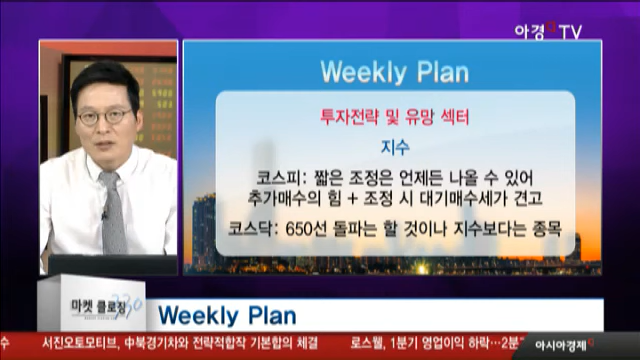 아경 TV
Weekly Plan
투자전략 및 유망 섹터
지수
코스피: 짧은 조정은 언제든 나올 수 있어
추가매수의 힘 + 조정 시 대기매수세가 견고
코스닥: 650선 돌파는 할 것이나 지수보다는 종목
마켓 클로징 330
Weekly Plan
수 서진오토모티브, 中북경기차와 전략적합작 기본합의 체결 로스웰, 1분기 영업이익 하락...2분기 아시아경제